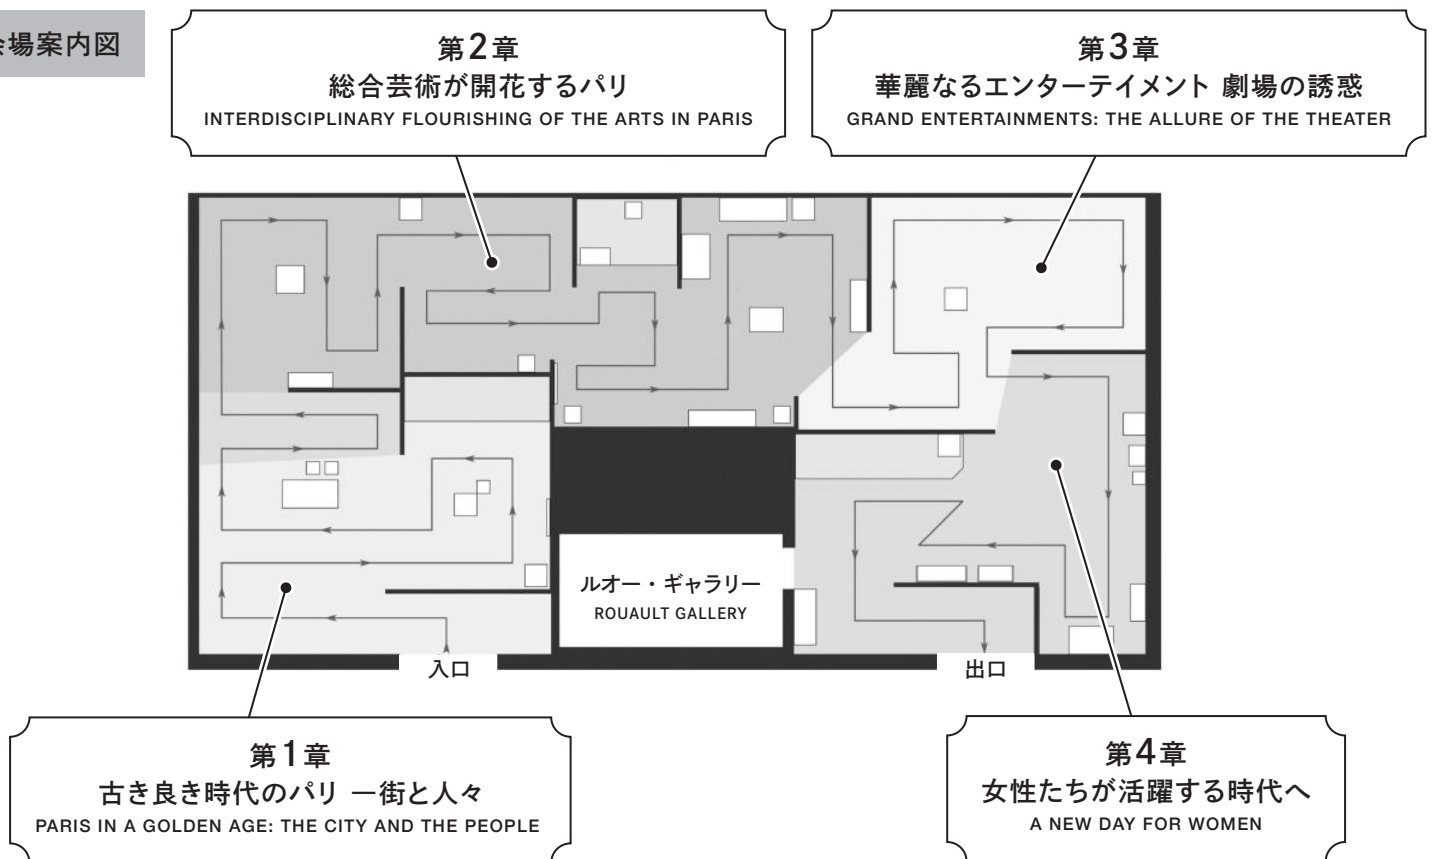 場案内図
第2章
総合芸術が開花するパリ
INTERDISCIPLINARY FLOURISHING OF THE ARTS IN PARIS
第3章
華麗なるエンターテイメント 劇場の誘惑
GRAND ENTERTAINMENTS: THE ALLURE OF THE THEATER
ルオー・ギャラリー
ROUAULT GALLERY
入口
出口
第1章
古き良き時代のパリ ―街と人々
PARIS IN A GOLDEN AGE: THE CITY AND THE PEOPLE
第4章
女性たちが活躍する時代へ
A NEW DAY FOR WOMEN